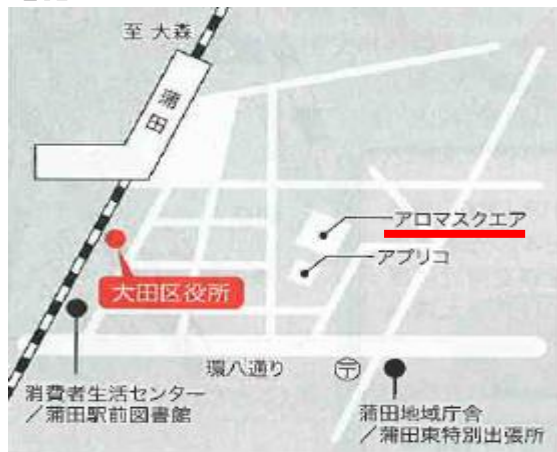 至 大森
蒲田
アロマスクエア
アプリコ
大田区役所
環八通り
〒
消費者生活センター
/蒲田駅前図書館
蒲田地域庁舎
/蒲田東特別出張所